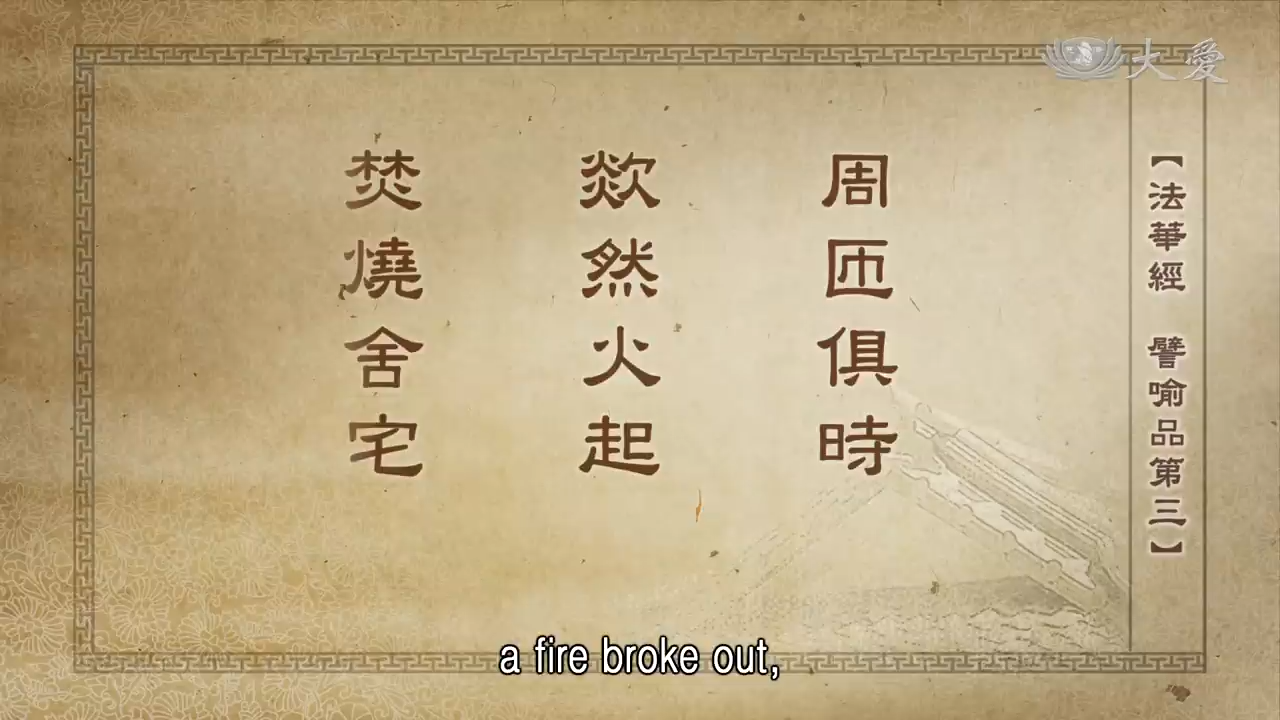 大愛
【法華經 譬喻品第三】
周匝俱時
欻然火起
焚燒舍宅
a fire broke out,